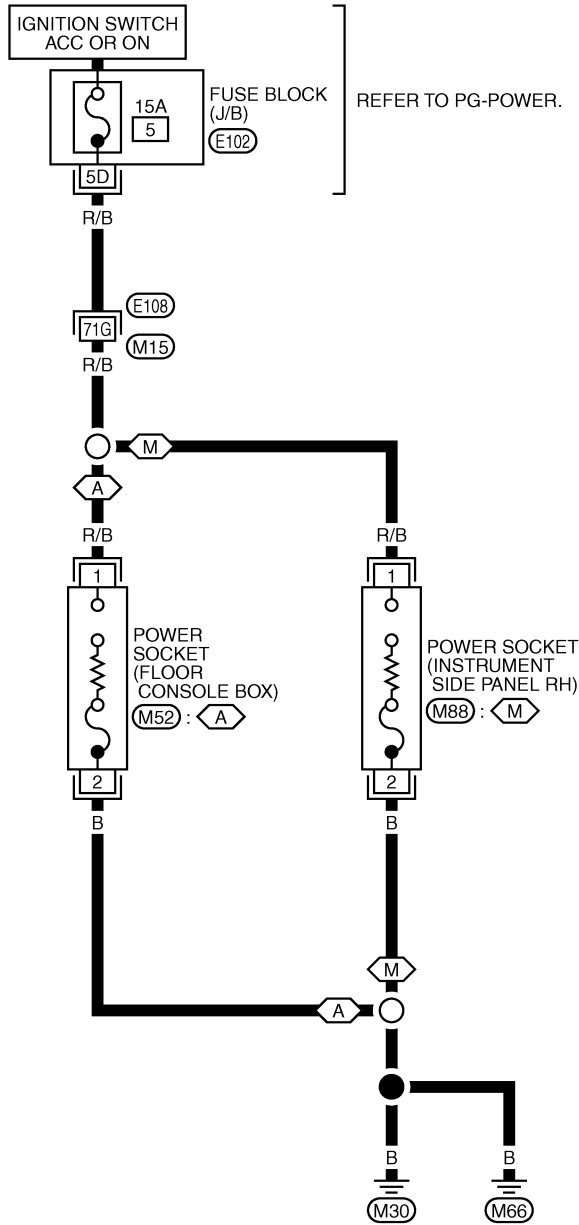 IGNITION SWITCH
ACC OR ON
15A
5
FUSE BLOCK
(J/B)
E102
REFER TO PG-POWER.
5D
R/B
E108
71G
M15
R/B
M
A
R/B
R/B
1
1
POWER
SOCKET
(FLOOR
CONSOLE BOX)
M52 : A
POWER SOCKET
(INSTRUMENT
SIDE PANEL RH)
M88 : M
2
2
B
B
M
A
B
B
M30
M66